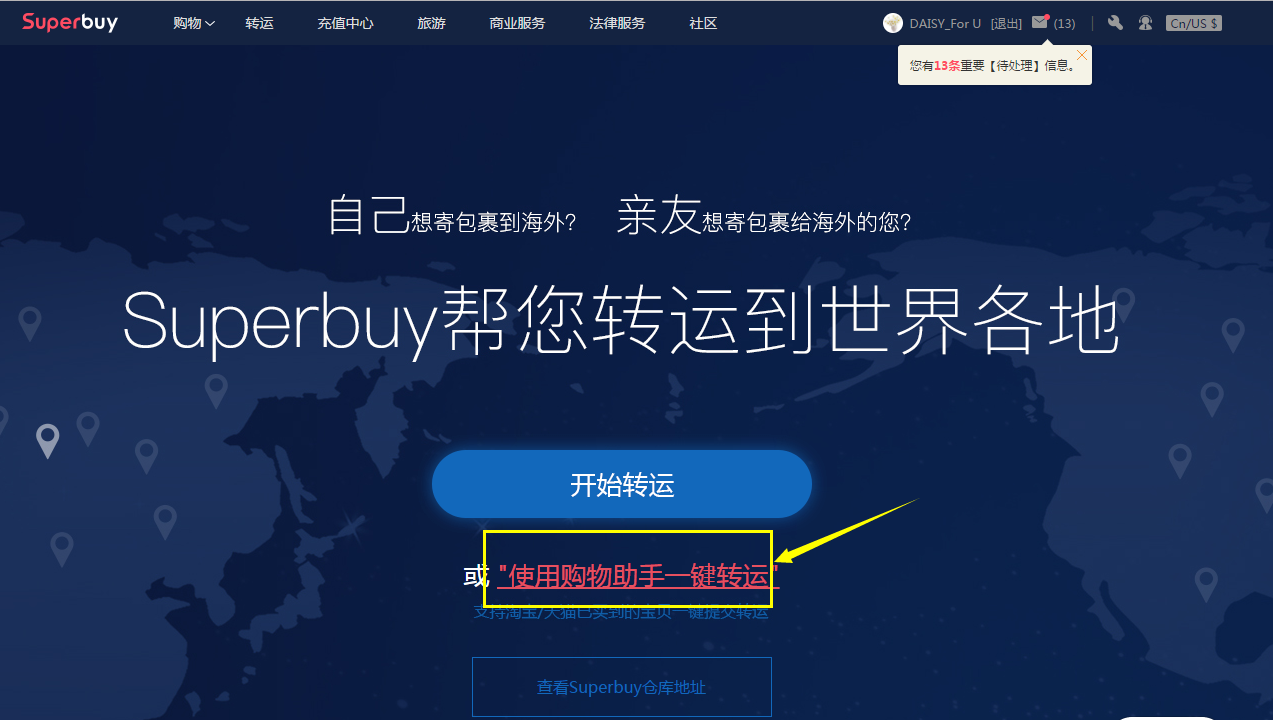 Superbuy 购物 转运 充值中心 旅游 商业服务 法律服务 社区 DAISY_For U [退出] (13) | Cn/US $
您有13条重要【待处理】信息。
自己想寄包裹到海外? 亲友想寄包裹给海外的您?
Superbuy帮您转运到世界各地
开始转运
或 "使用购物助手一键转运"
支持淘宝/天猫已买到的宝贝一键提交转运
查看Superbuy仓库地址